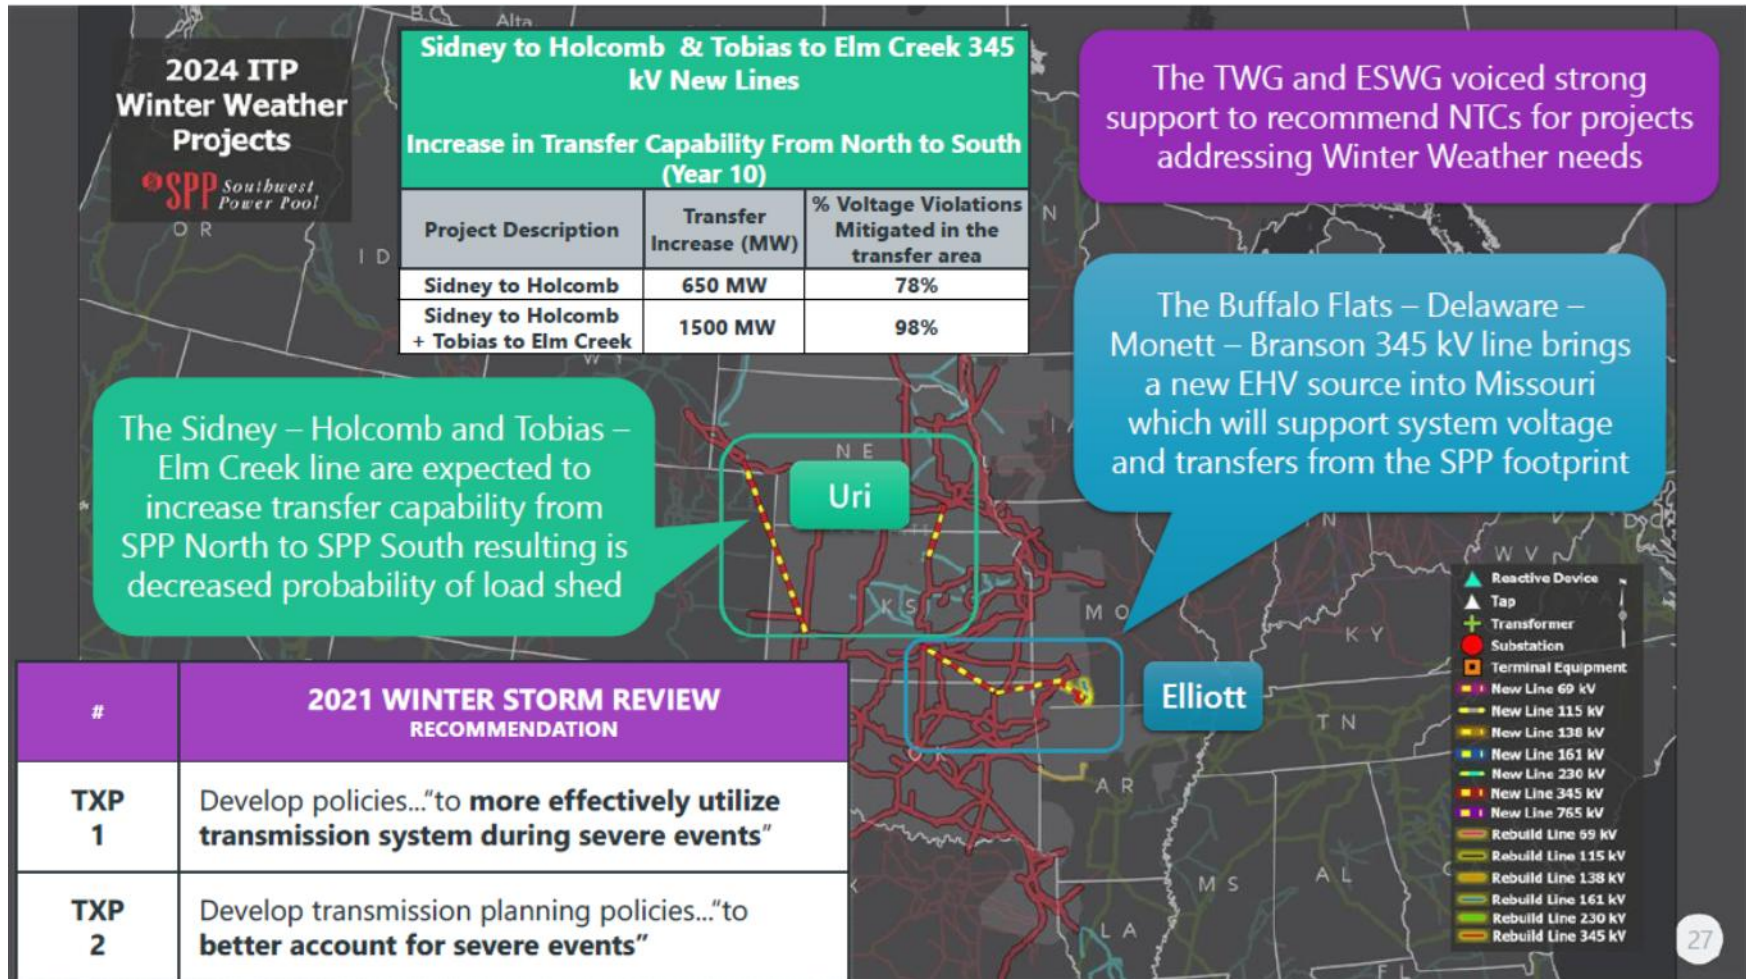 2024 ITP
Winter Weather
Projects
SPP Southwest
Power Pool
Sidney to Holcomb & Tobias to Elm Creek 345
kV New Lines
Increase in Transfer Capability From North to South
(Year 10)
Project Description
Transfer
Increase (MW)
% Voltage Violations
Mitigated in the
transfer area
Sidney to Holcomb
650 MW
78%
Sidney to Holcomb
+ Tobias to Elm Creek
1500 MW
98%
The TWG and ESWG voiced strong
support to recommend NTCs for projects
addressing Winter Weather needs
The Buffalo Flats – Delaware –
Monett – Branson 345 kV line brings
a new EHV source into Missouri
which will support system voltage
and transfers from the SPP footprint
The Sidney – Holcomb and Tobias –
Elm Creek line are expected to
increase transfer capability from
SPP North to SPP South resulting is
decreased probability of load shed
Uri
Elliott
B.C.
Alta
OR
ID
WY
NE
KS
MO
OK
AR
LA
MS
AL
TN
KY
WV
IN
FL
Reactive Device
Tap
Transformer
Substation
Terminal Equipment
New Line 69 kV
New Line 115 kV
New Line 138 kV
New Line 161 kV
New Line 230 kV
New Line 345 kV
New Line 765 kV
Rebuild Line 69 kV
Rebuild Line 115 kV
Rebuild Line 138 kV
Rebuild Line 161 kV
Rebuild Line 230 kV
Rebuild Line 345 kV
#
2021 WINTER STORM REVIEW
RECOMMENDATION
TXP
1
Develop policies..."to more effectively utilize
transmission system during severe events"
TXP
2
Develop transmission planning policies..."to
better account for severe events"
27